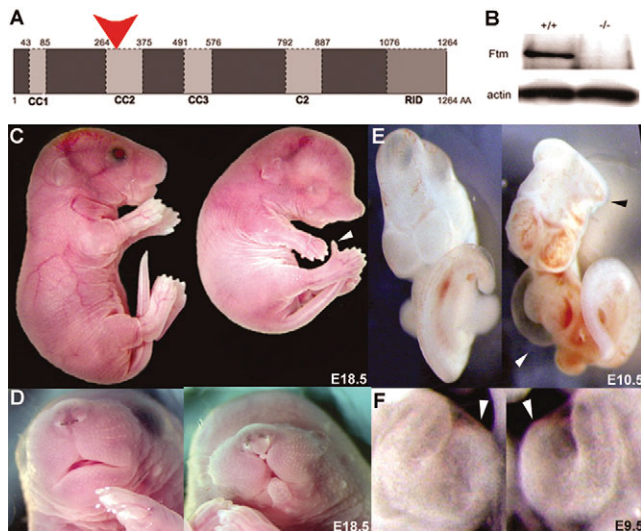 A
43 85 264 375 491 576 792 887 1076 1264
1 CC1 CC2 CC3 C2 RID 1264 AA
B
+/+ -/-
Ftm
actin
C
E18.5
E
E10.5
D
E18.5
F
E9.5